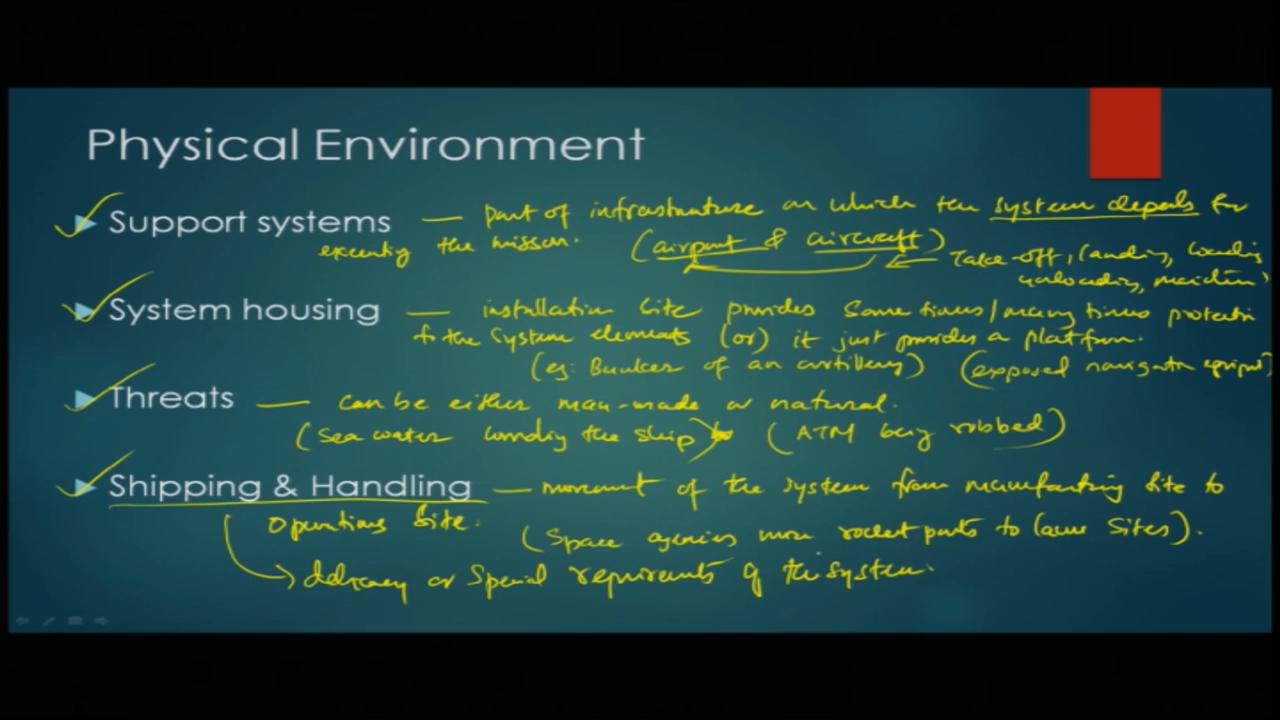 Physical Environment
Support systems — part of infrastructure on which the system depends for
executing the mission. (airport & aircraft) Take-off, landing, loading
unloading,
System housing — installation site provides some times/many times protection
to the system elements (or) it just provides a platform.
(eg: Bunker of an artillery) (exposed navigation equipment)
Threats — can be either man-made or natural.
(Sea water the ship) (ATM being robbed)
Shipping & Handling — movement of the system from manufacturing site to
operations site. (Space agencies move rocket parts to launch sites).
delicacy or special requirements of the system.